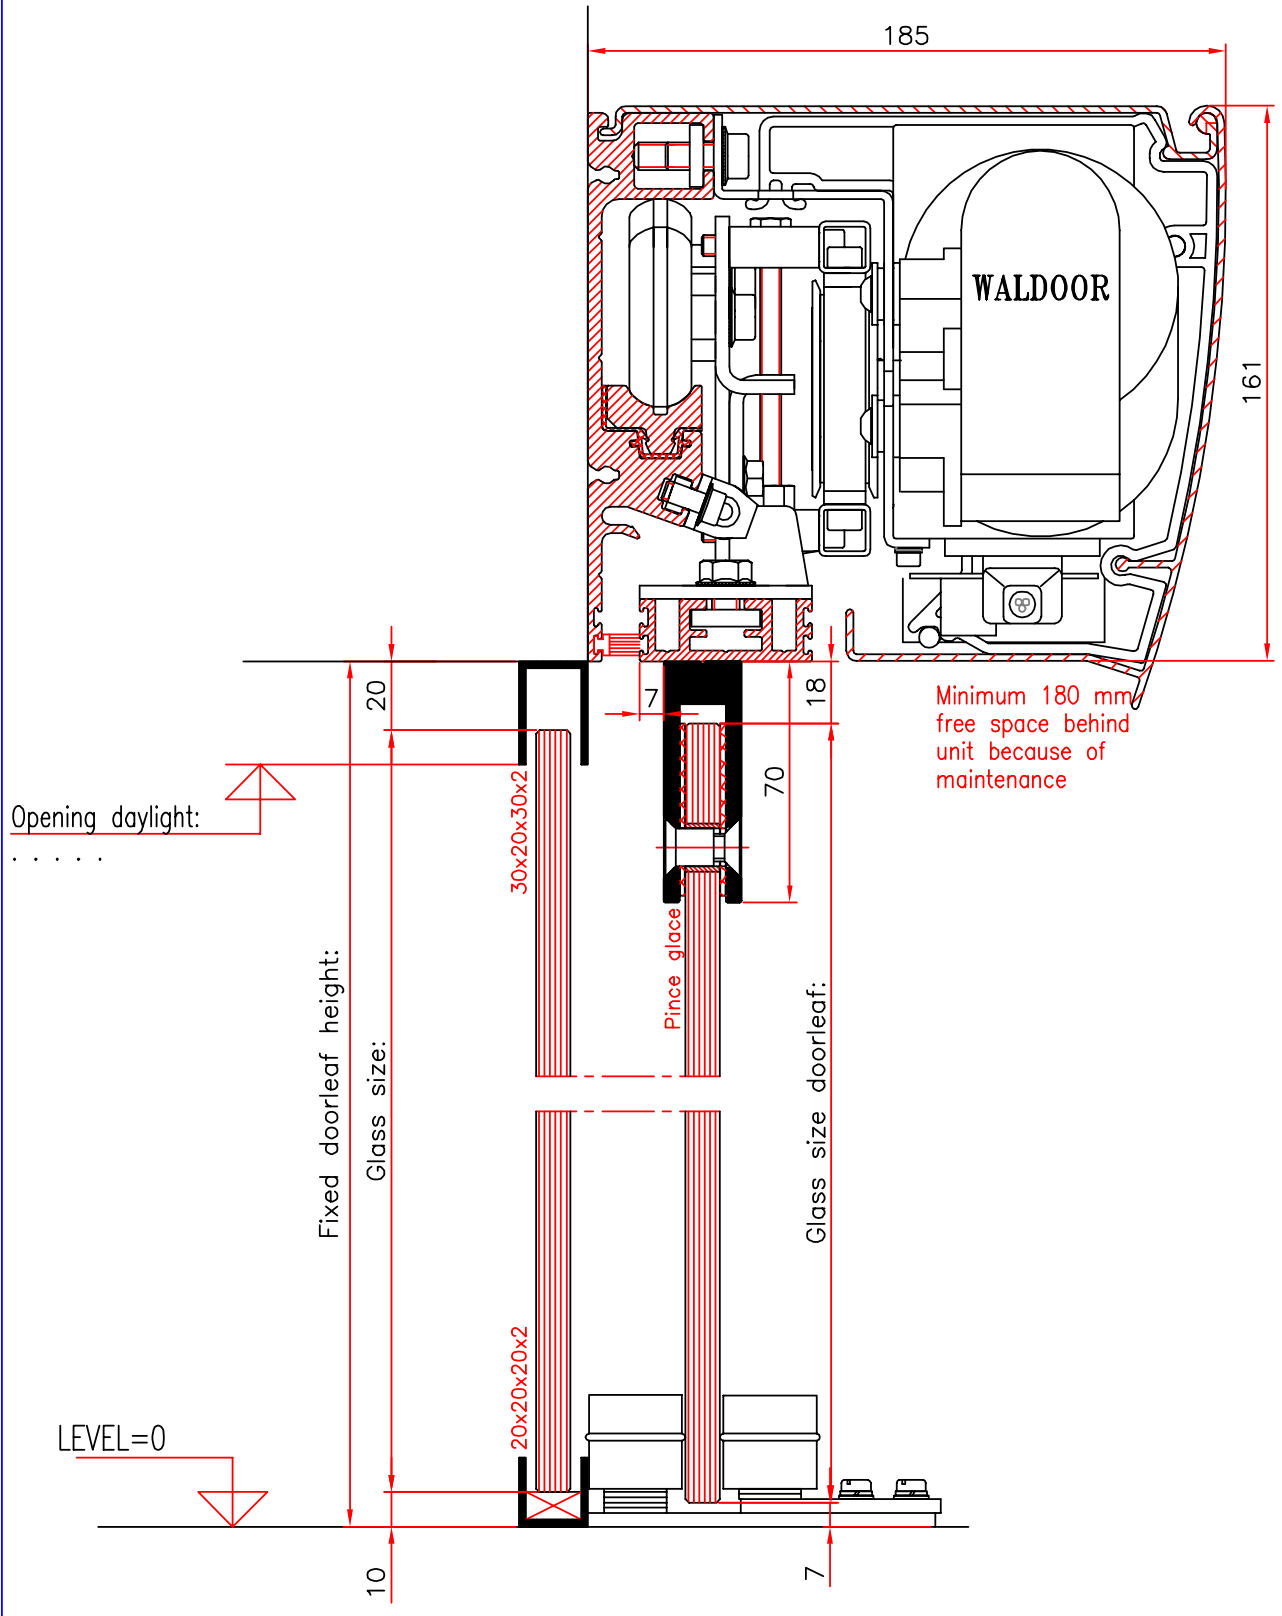 185
WALDOOR
161
20
7
18
Minimum 180 mm
free space behind
unit because of
maintenance
70
Opening daylight:
. . . . .
30x20x30x2
Pince glace
Fixed doorleaf height:
Glass size:
Glass size doorleaf:
20x20x20x2
LEVEL=0
10
7